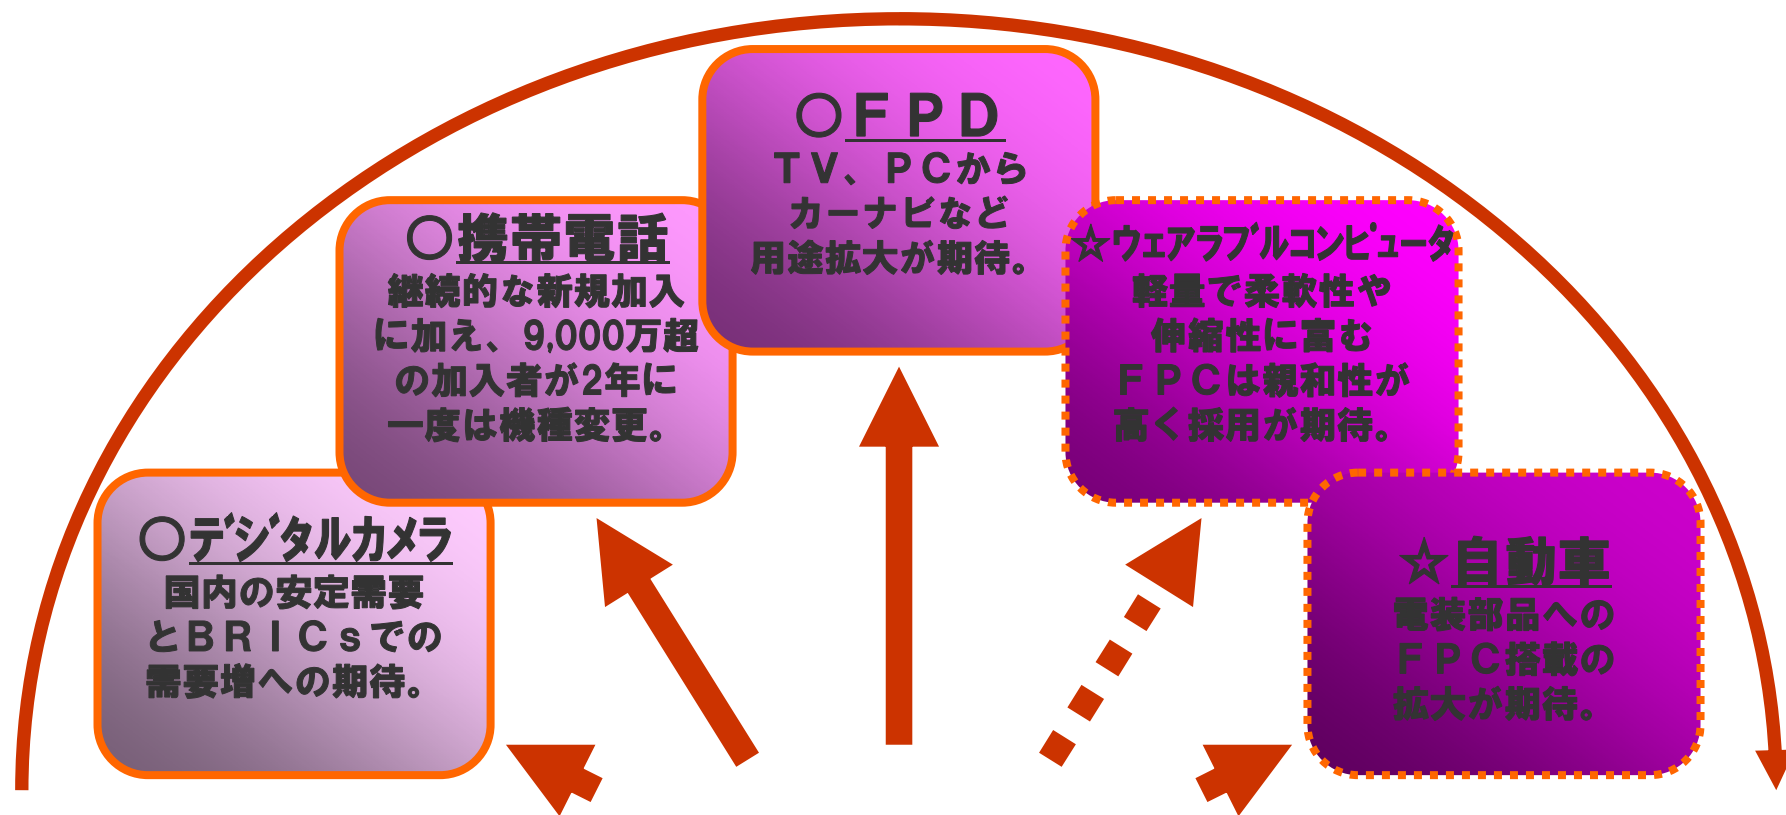 ○デジタルカメラ
国内の安定需要
とBRICsでの
需要増への期待。
○携帯電話
継続的な新規加入
に加え、9,000万超
の加入者が2年に
一度は機種変更。
○FPD
TV、PCから
カーナビなど
用途拡大が期待。
☆ウェアラブルコンピュータ
軽量で柔軟性や
伸縮性に富む
FPCは親和性が
高く採用が期待。
☆自動車
電装部品への
FPC搭載の
拡大が期待。